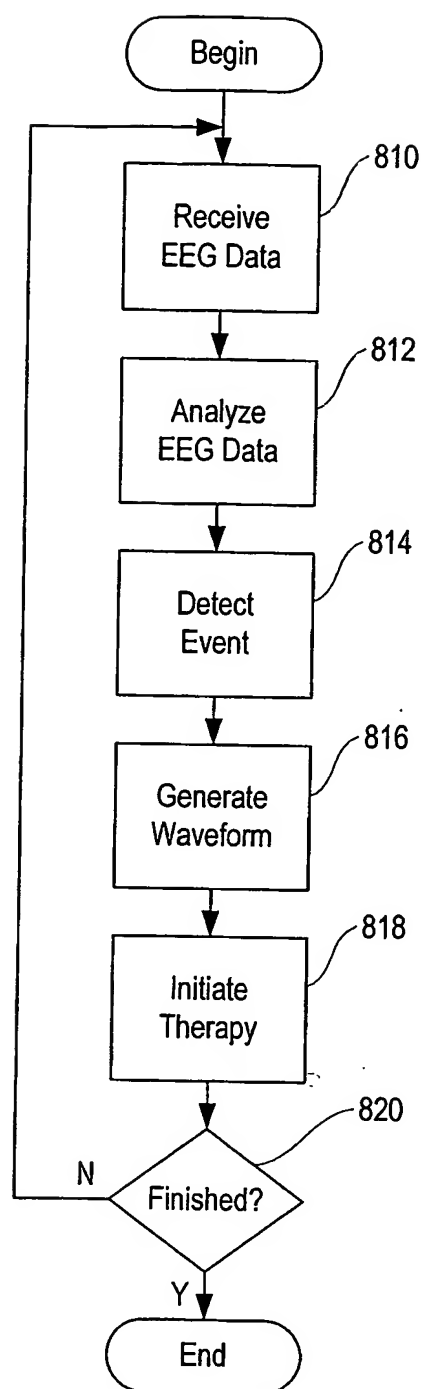 Begin
810
Receive
EEG Data
812
Analyze
EEG Data
814
Detect
Event
816
Generate
Waveform
818
Initiate
Therapy
820
N
Finished?
Y
End